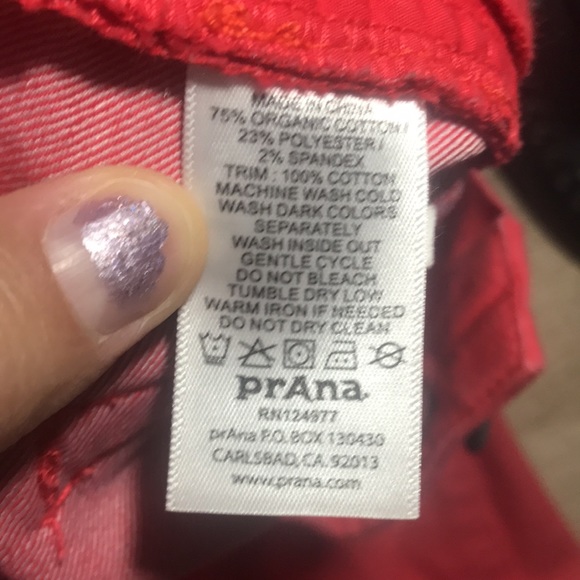 MADE IN CHINA
75% ORGANIC COTTON /
23% POLYESTER /
2% SPANDEX
TRIM : 100% COTTON
MACHINE WASH COLD
WASH DARK COLORS
SEPARATELY
WASH INSIDE OUT
GENTLE CYCLE
DO NOT BLEACH
TUMBLE DRY LOW
WARM IRON IF NEEDED
DO NOT DRY CLEAN
prAna
RN124977
prAna P.O. BOX 130430
CARLSBAD, CA. 92013
www.prana.com